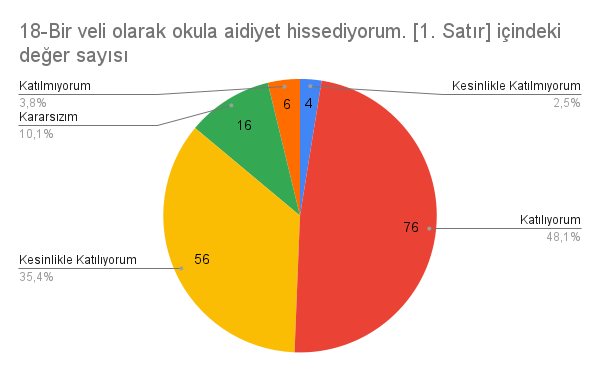 18-Bir veli olarak okula aidiyet hissediyorum. [1. Satır] içindeki
değer sayısı
Katılmıyorum
3,8%
Kesinlikle Katılmıyorum
2,5%
Kararsızım
10,1%
6
4
16
Katılıyorum
48,1%
76
56
Kesinlikle Katılıyorum
35,4%